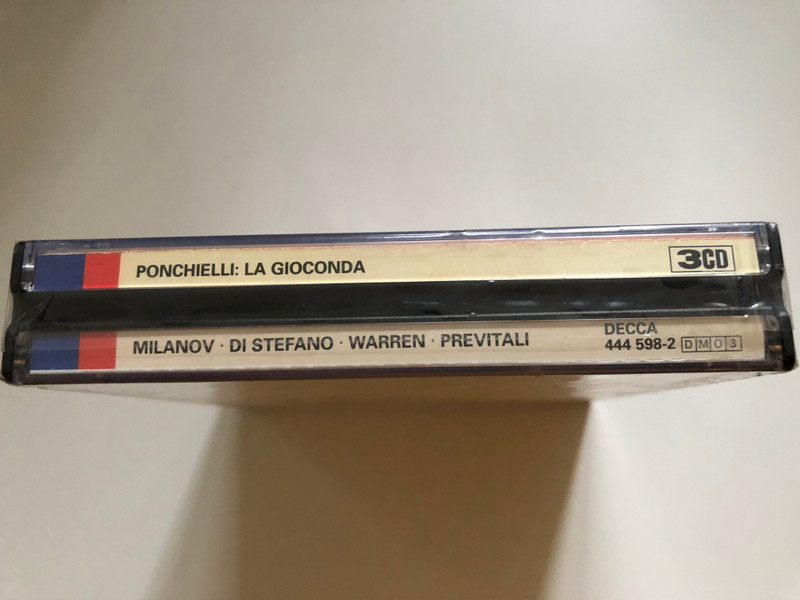 PONCHIELLI: LA GIOCONDA
3CD
MILANOV · DI STEFANO · WARREN · PREVITALI
DECCA
444 598-2 DMO3